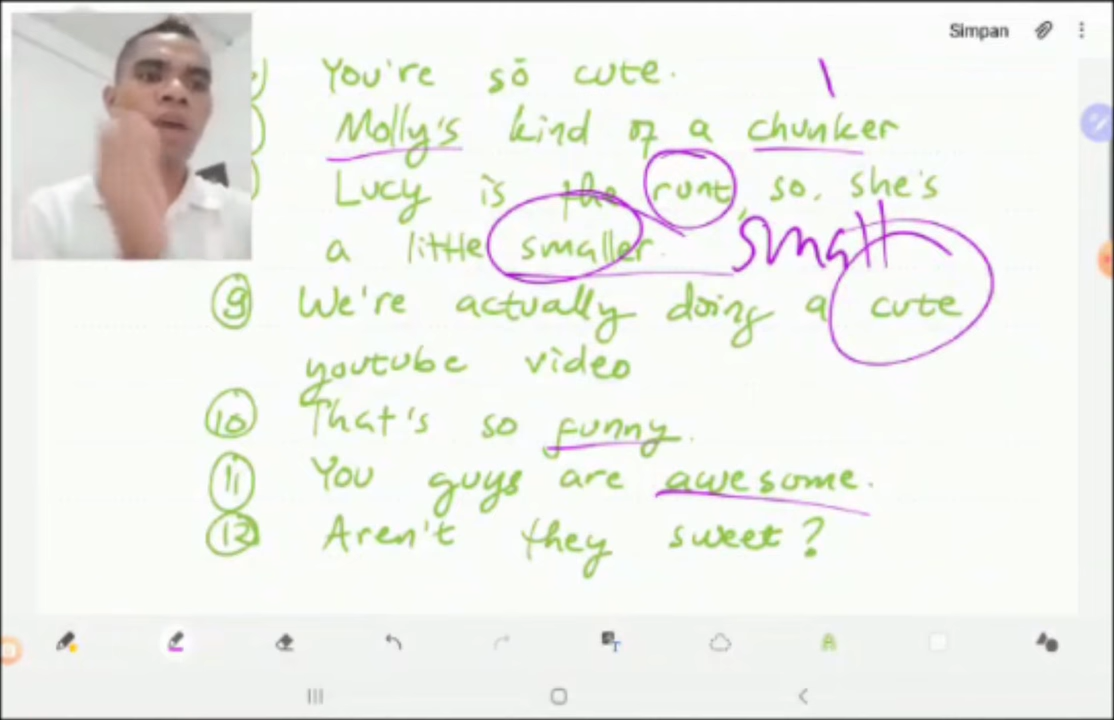 Simpan
You're so cute.
Molly's kind of a chunker
Lucy is the runt, so, she's
a little smaller. small
⑨ We're actually doing a cute
youtube video
⑩ That's so funny.
⑪ You guys are awesome.
⑫ Aren't they sweet?